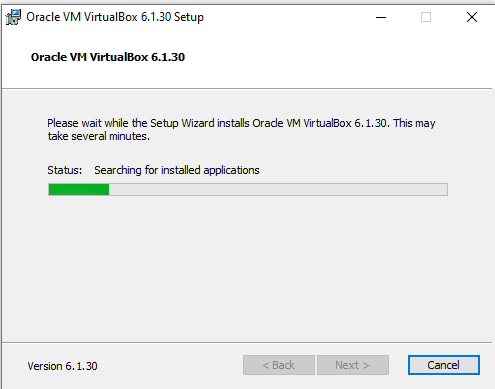 Oracle VM VirtualBox 6.1.30 Setup
Oracle VM VirtualBox 6.1.30
Please wait while the Setup Wizard installs Oracle VM VirtualBox 6.1.30. This may
take several minutes.
Status: Searching for installed applications
Version 6.1.30
< Back
Next >
Cancel